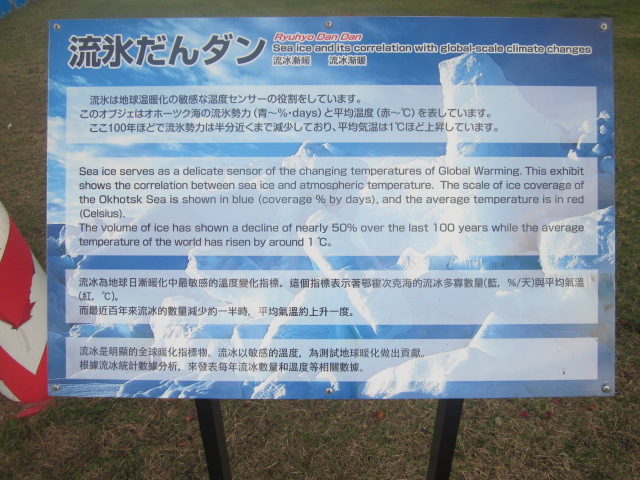 流氷だんダン
Ryuhyo Dan Dan
Sea ice and its correlation with global-scale climate changes
流氷漸暖 流冰渐暖
流氷は地球温暖化の敏感な温度センサーの役割をしています。
このオブジェはオホーツク海の流氷勢力（青～%・days）と平均温度（赤～℃）を表しています。
ここ100年ほどで流氷勢力は半分近くまで減少しており、平均気温は1℃ほど上昇しています。
Sea ice serves as a delicate sensor of the changing temperatures of Global Warming. This exhibit
shows the correlation between sea ice and atmospheric temperature. The scale of ice coverage of
the Okhotsk Sea is shown in blue (coverage % by days), and the average temperature is in red
(Celsius).
The volume of ice has shown a decline of nearly 50% over the last 100 years while the average
temperature of the world has risen by around 1 ℃.
流冰為地球日漸暖化中最敏感的溫度變化指標。這個指標表示著鄂霍次克海的流冰多寡數量(藍，%/天)與平均氣溫
(紅，℃)。
而最近百年來流冰的數量減少約一半時，平均氣溫約上升一度。
流冰是明顯的全球暖化指標物。流冰以敏感的溫度，為測試地球暖化做出貢獻。
根據流冰統計數據分析，來發表每年流冰數量和溫度等相關數據。